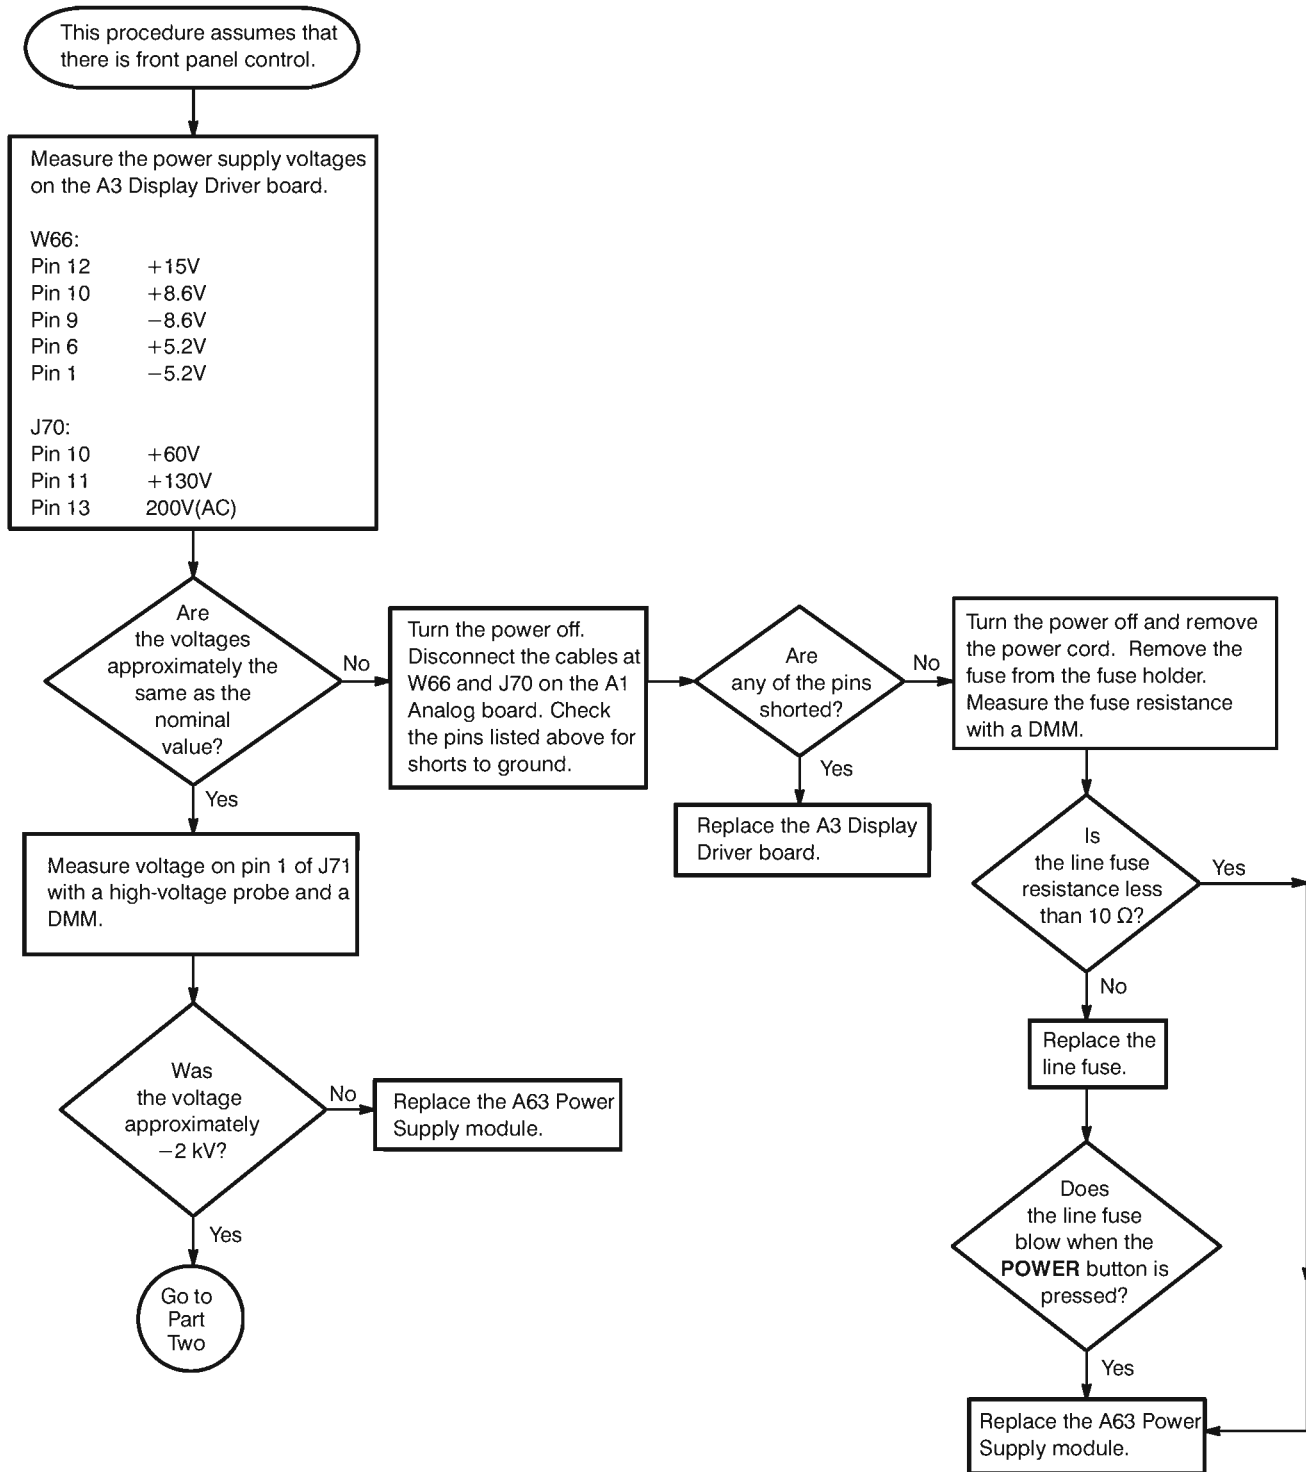 This procedure assumes that
there is front panel control.
Measure the power supply voltages
on the A3 Display Driver board.
W66:
Pin 12 +15V
Pin 10 +8.6V
Pin 9 −8.6V
Pin 6 +5.2V
Pin 1 −5.2V
J70:
Pin 10 +60V
Pin 11 +130V
Pin 13 200V(AC)
Are
the voltages
approximately the
same as the
nominal
value?
No
Yes
Turn the power off.
Disconnect the cables at
W66 and J70 on the A1
Analog board. Check
the pins listed above for
shorts to ground.
Are
any of the pins
shorted?
No
Yes
Replace the A3 Display
Driver board.
Turn the power off and remove
the power cord. Remove the
fuse from the fuse holder.
Measure the fuse resistance
with a DMM.
Is
the line fuse
resistance less
than 10 Ω?
Yes
No
Replace the
line fuse.
Does
the line fuse
blow when the
POWER button is
pressed?
Yes
Replace the A63 Power
Supply module.
Measure voltage on pin 1 of J71
with a high-voltage probe and a
DMM.
Was
the voltage
approximately
−2 kV?
No
Replace the A63 Power
Supply module.
Yes
Go to
Part
Two